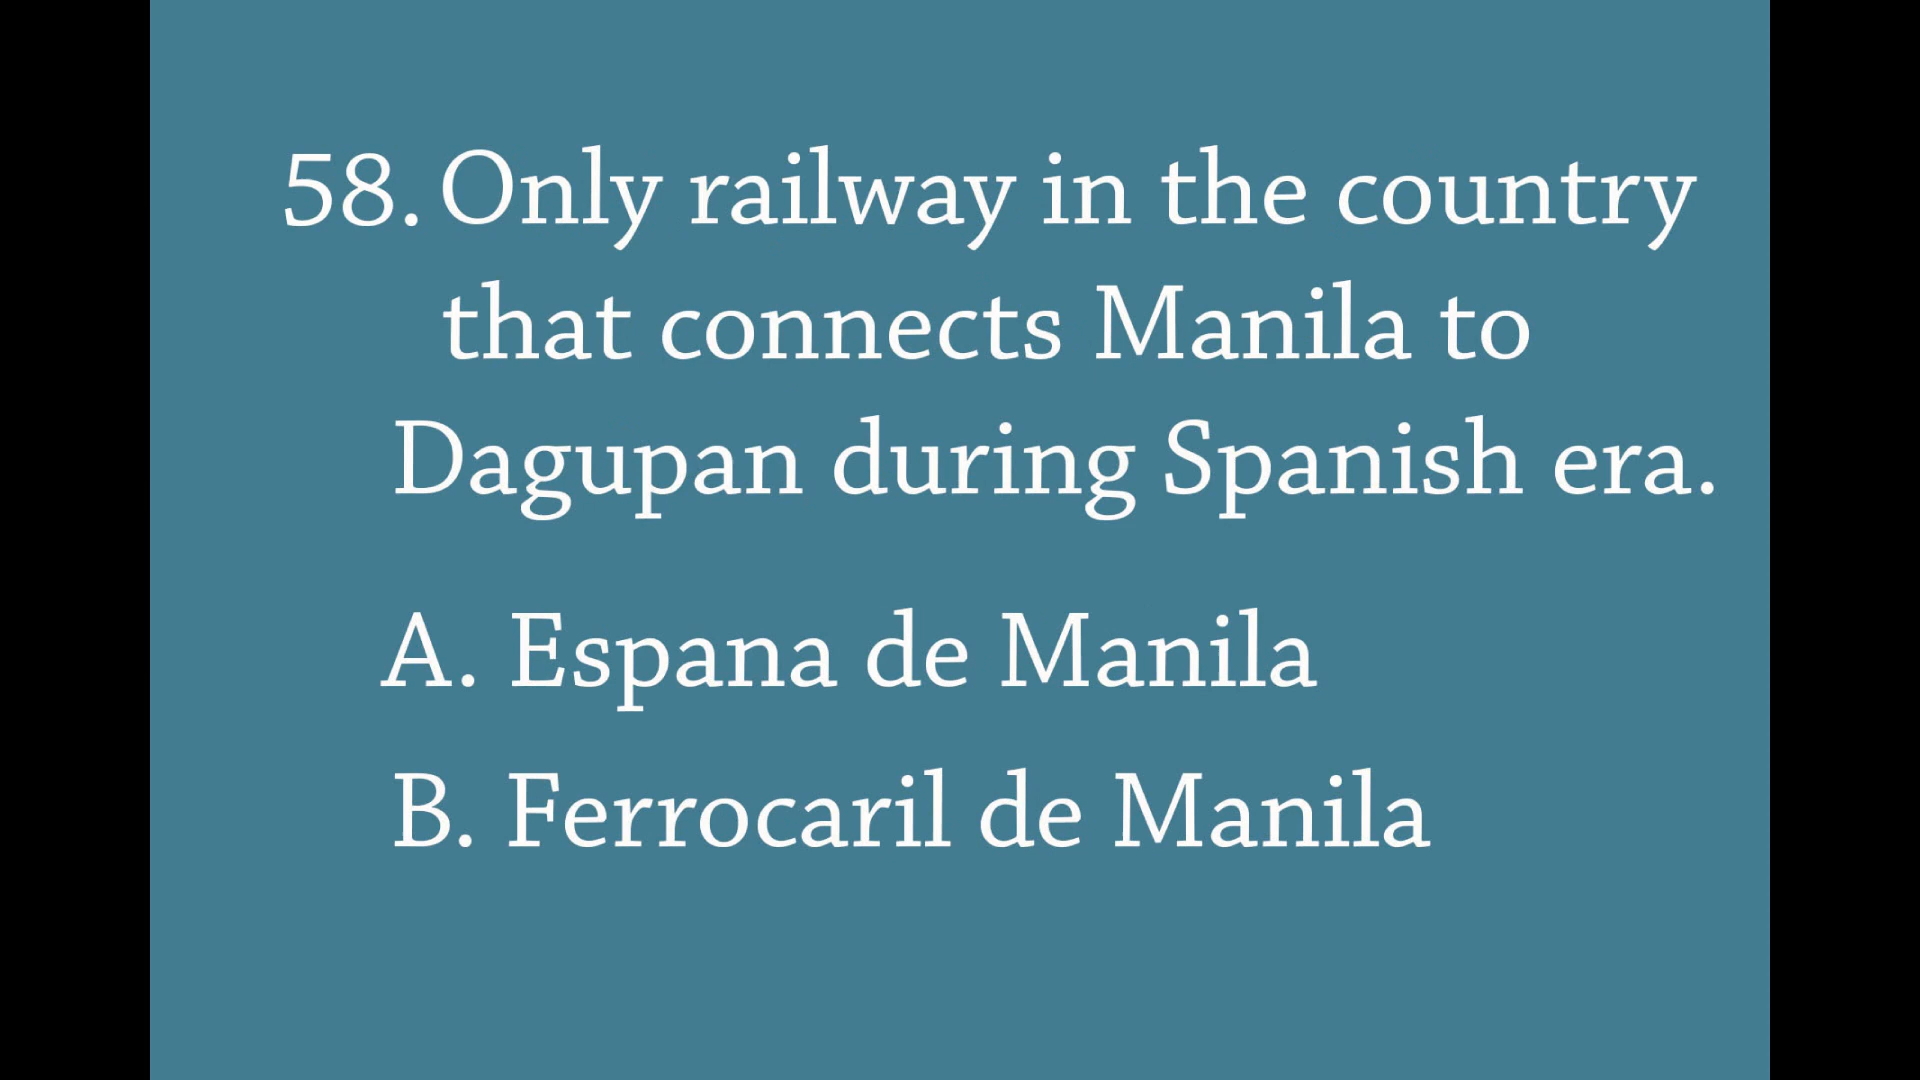 58. Only railway in the country
that connects Manila to
Dagupan during Spanish era.
A. Espana de Manila
B. Ferrocaril de Manila